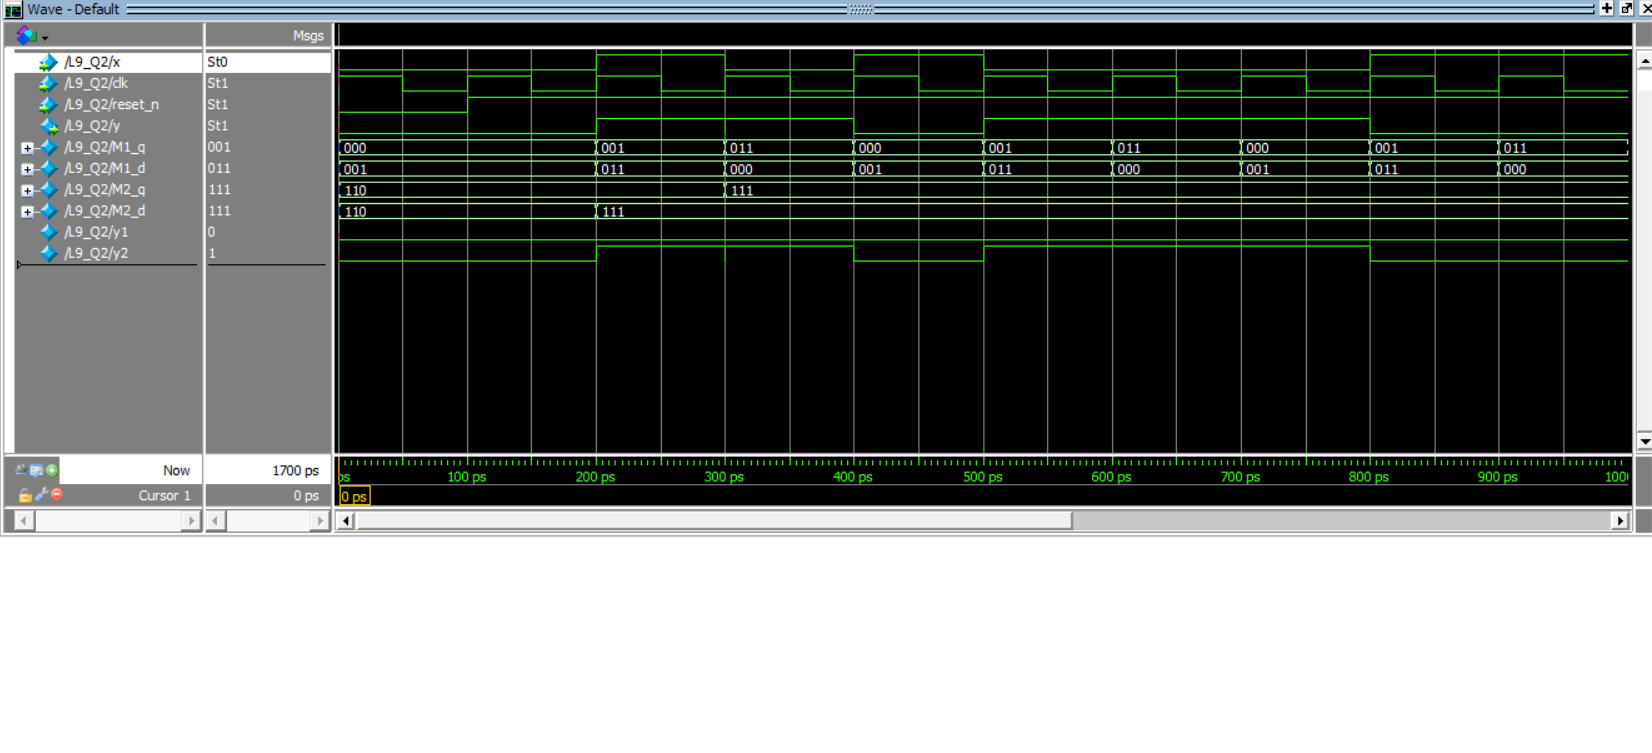 Wave - Default
Msgs
/L9_Q2/x St0
/L9_Q2/clk St1
/L9_Q2/reset_n St1
/L9_Q2/y St1
/L9_Q2/M1_q 001 000 001 011 000 001 011 000 001 011
/L9_Q2/M1_d 011 001 011 000 001 011 000 001 011 000
/L9_Q2/M2_q 111 110 111
/L9_Q2/M2_d 111 110 111
/L9_Q2/y1 0
/L9_Q2/y2 1
Now 1700 ps ps 100 ps 200 ps 300 ps 400 ps 500 ps 600 ps 700 ps 800 ps 900 ps 100
Cursor 1 0 ps 0 ps